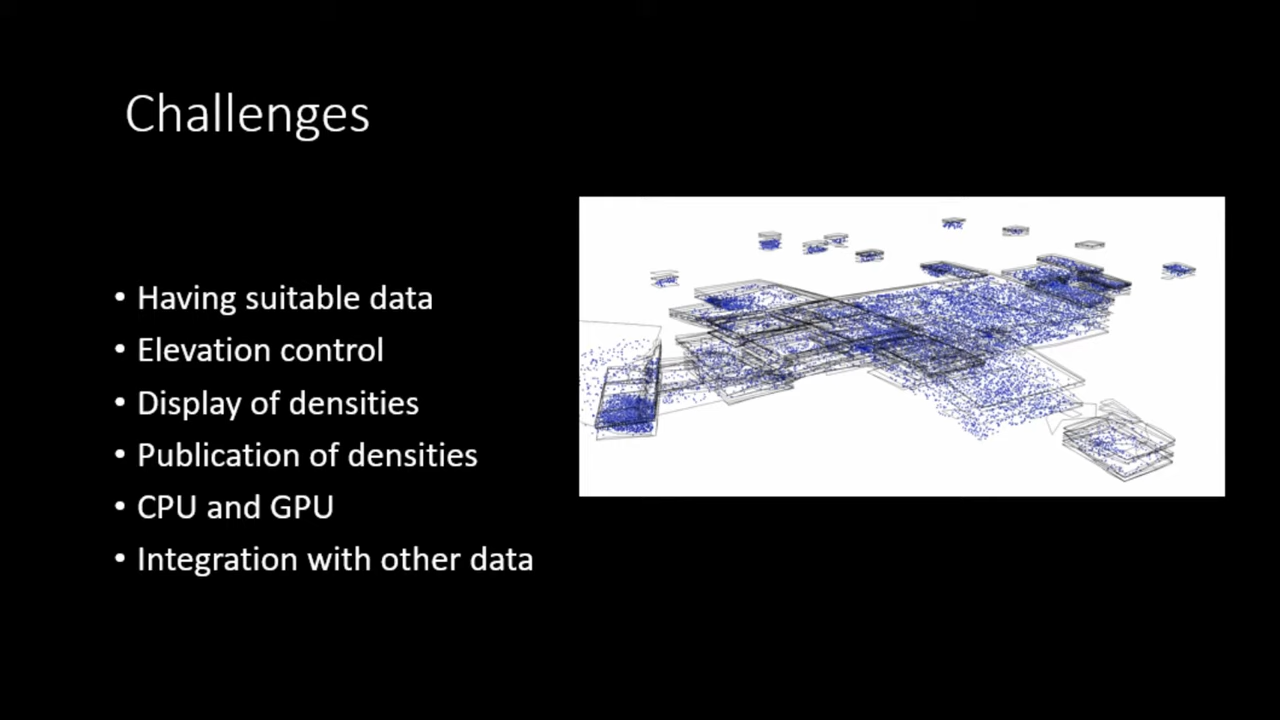 Challenges
• Having suitable data
• Elevation control
• Display of densities
• Publication of densities
• CPU and GPU
• Integration with other data